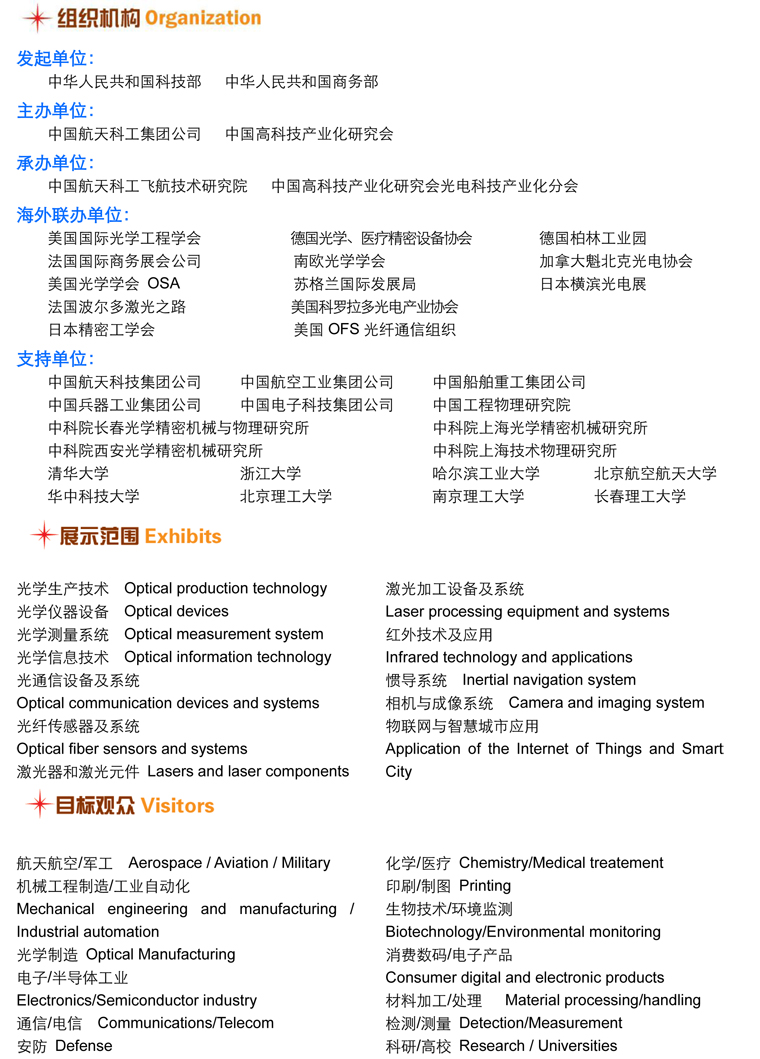 组织机构 Organization
发起单位：
中华人民共和国科技部 中华人民共和国商务部
主办单位：
中国航天科工集团公司 中国高科技产业化研究会
承办单位：
中国航天科工飞航技术研究院 中国高科技产业化研究会光电科技产业化分会
海外联办单位：
美国国际光学工程学会 德国光学、医疗精密设备协会 德国柏林工业园
法国国际商务展会公司 南欧光学学会 加拿大魁北克光电协会
美国光学学会 OSA 苏格兰国际发展局 日本横滨光电展
法国波尔多激光之路 美国科罗拉多光电产业协会
日本精密工学会 美国 OFS 光纤通信组织
支持单位：
中国航天科技集团公司 中国航空工业集团公司 中国船舶重工集团公司
中国兵器工业集团公司 中国电子科技集团公司 中国工程物理研究院
中科院长春光学精密机械与物理研究所 中科院上海光学精密机械研究所
中科院西安光学精密机械研究所 中科院上海技术物理研究所
清华大学 浙江大学 哈尔滨工业大学 北京航空航天大学
华中科技大学 北京理工大学 南京理工大学 长春理工大学
展示范围 Exhibits
光学生产技术 Optical production technology
光学仪器设备 Optical devices
光学测量系统 Optical measurement system
光学信息技术 Optical information technology
光通信设备及系统
Optical communication devices and systems
光纤传感器及系统
Optical fiber sensors and systems
激光器和激光元件 Lasers and laser components
激光加工设备及系统
Laser processing equipment and systems
红外技术及应用
Infrared technology and applications
惯导系统 Inertial navigation system
相机与成像系统 Camera and imaging system
物联网与智慧城市应用
Application of the Internet of Things and Smart
City
目标观众 Visitors
航天航空/军工 Aerospace / Aviation / Military
机械工程制造/工业自动化
Mechanical engineering and manufacturing /
Industrial automation
光学制造 Optical Manufacturing
电子/半导体工业
Electronics/Semiconductor industry
通信/电信 Communications/Telecom
安防 Defense
化学/医疗 Chemistry/Medical treatement
印刷/制图 Printing
生物技术/环境监测
Biotechnology/Environmental monitoring
消费数码/电子产品
Consumer digital and electronic products
材料加工/处理 Material processing/handling
检测/测量 Detection/Measurement
科研/高校 Research / Universities